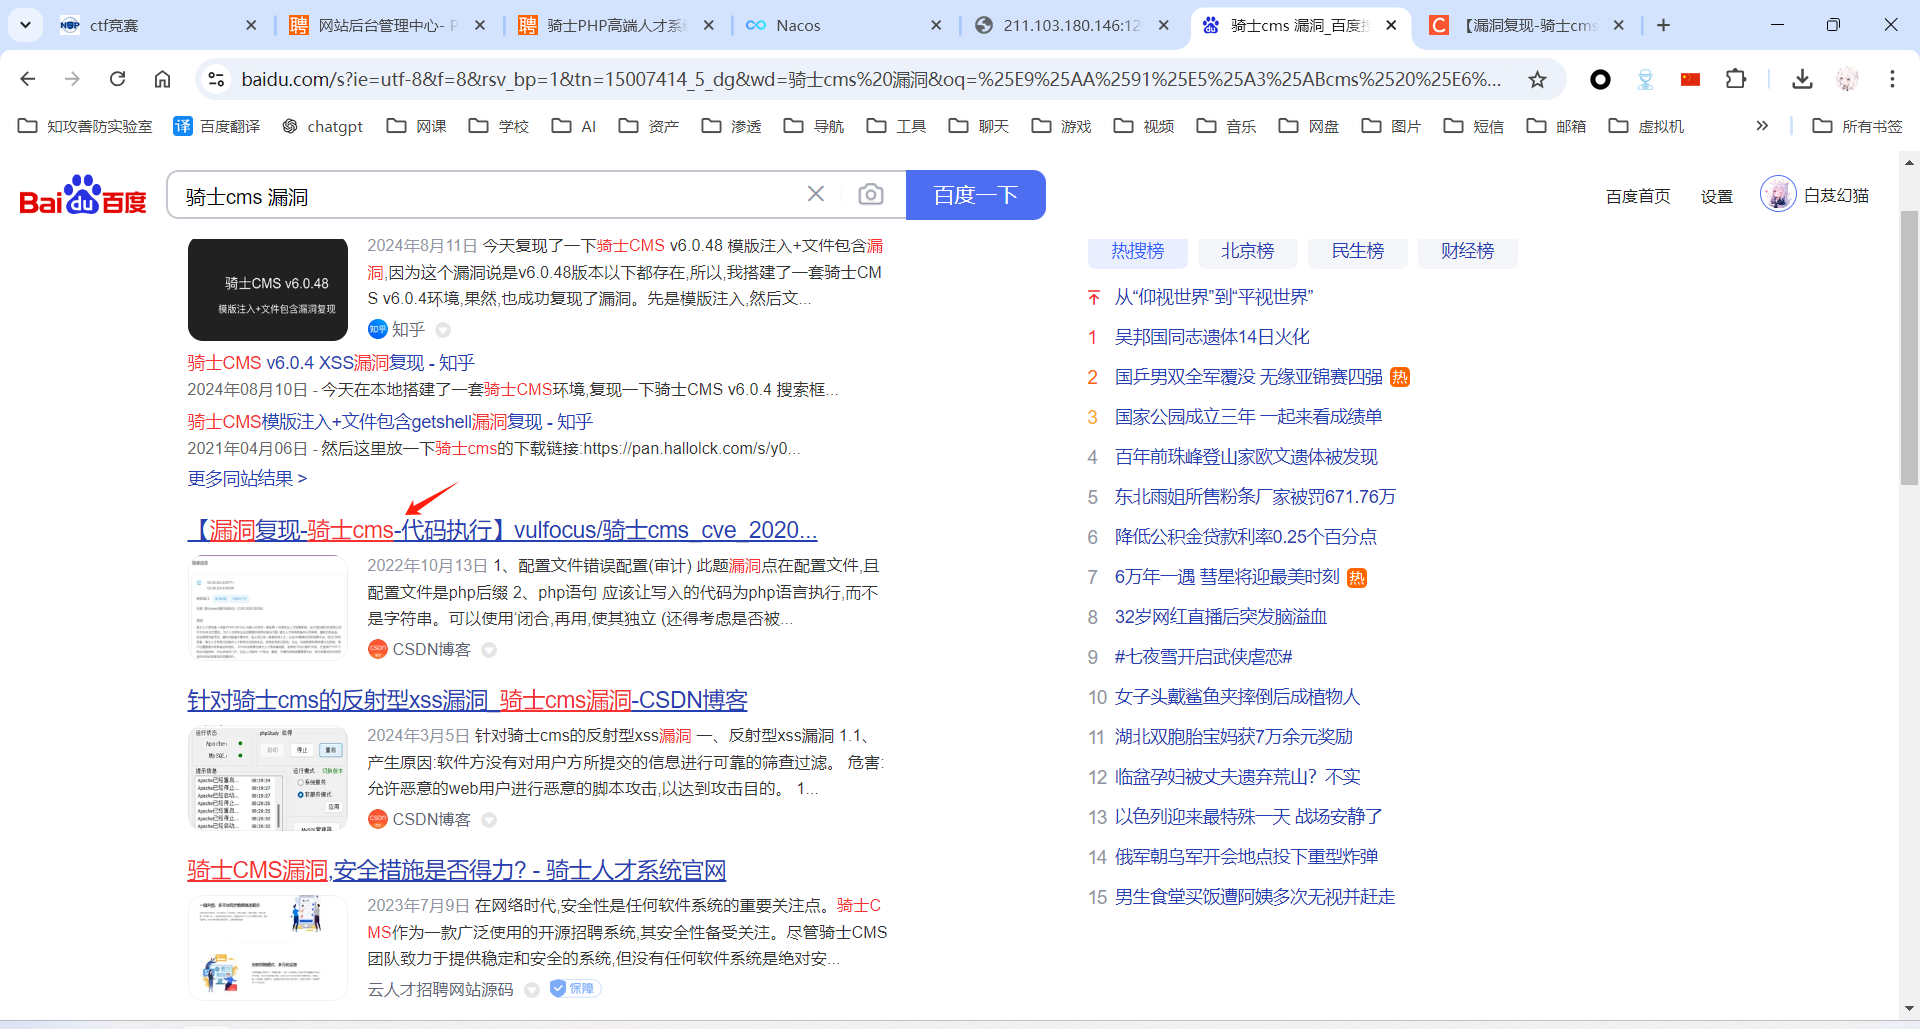 ctf竞赛
网站后台管理中心- P
骑士PHP高端人才系统
Nacos
211.103.180.146:12
骑士cms 漏洞_百度搜
【漏洞复现-骑士cms
baidu.com/s?ie=utf-8&f=8&rsv_bp=1&tn=15007414_5_dg&wd=骑士cms%20漏洞&oq=%25E9%25AA%2591%25E5%25A3%25ABcms%2520%25E6%...
知攻善防实验室
译 百度翻译
chatgpt
网课
学校
AI
资产
渗透
导航
工具
聊天
游戏
视频
音乐
网盘
图片
短信
邮箱
虚拟机
所有书签
Bai du 百度
骑士cms 漏洞
百度一下
百度首页
设置
白芨幻猫
骑士CMS v6.0.48
模版注入+文件包含漏洞复现
2024年8月11日 今天复现了一下骑士CMS v6.0.48 模版注入+文件包含漏
洞,因为这个漏洞说是v6.0.48版本以下都存在,所以,我搭建了一套骑士CM
S v6.0.4环境,果然,也成功复现了漏洞。先是模版注入,然后文...
知乎 知乎
骑士CMS v6.0.4 XSS漏洞复现 - 知乎
2024年08月10日 - 今天在本地搭建了一套骑士CMS环境,复现一下骑士CMS v6.0.4 搜索框...
骑士CMS模版注入+文件包含getshell漏洞复现 - 知乎
2021年04月06日 - 然后这里放一下骑士cms的下载链接:https://pan.hallolck.com/s/y0...
更多同站结果 >
【漏洞复现-骑士cms-代码执行】vulfocus/骑士cms_cve_2020...
2022年10月13日 1、配置文件错误配置(审计) 此题漏洞点在配置文件,且
配置文件是php后缀 2、php语句 应该让写入的代码为php语言执行,而不
是字符串。可以使用'闭合,再用,使其独立 (还得考虑是否被...
CSDN博客
针对骑士cms的反射型xss漏洞_骑士cms漏洞-CSDN博客
运行状态
phpStudy 启停
Apache:
MySQL:
启动
停止
重启
提示信息
运行模式 切换版本
系统服务
非服务模式
应用
2024年3月5日 针对骑士cms的反射型xss漏洞 一、反射型xss漏洞 1.1、
产生原因:软件方没有对用户方所提交的信息进行可靠的筛查过滤。 危害:
允许恶意的web用户进行恶意的脚本攻击,以达到攻击目的。 1...
CSDN博客
骑士CMS漏洞,安全措施是否得力? - 骑士人才系统官网
2023年7月9日 在网络时代,安全性是任何软件系统的重要关注点。骑士C
MS作为一款广泛使用的开源招聘系统,其安全性备受关注。尽管骑士CMS
团队致力于提供稳定和安全的系统,但没有任何软件系统是绝对安...
云人才招聘网站源码
保障
热搜榜
北京榜
民生榜
财经榜
从“仰视世界”到“平视世界”
1 吴邦国同志遗体14日火化
2 国乒男双全军覆没 无缘亚锦赛四强 热
3 国家公园成立三年 一起来看成绩单
4 百年前珠峰登山家欧文遗体被发现
5 东北雨姐所售粉条厂家被罚671.76万
6 降低公积金贷款利率0.25个百分点
7 6万年一遇 彗星将迎最美时刻 热
8 32岁网红直播后突发脑溢血
9 #七夜雪开启武侠虐恋#
10 女子头戴鲨鱼夹摔倒后成植物人
11 湖北双胞胎宝妈获7万余元奖励
12 临盆孕妇被丈夫遗弃荒山？不实
13 以色列迎来最特殊一天 战场安静了
14 俄军朝乌军开会地点投下重型炸弹
15 男生食堂买饭遭阿姨多次无视并赶走